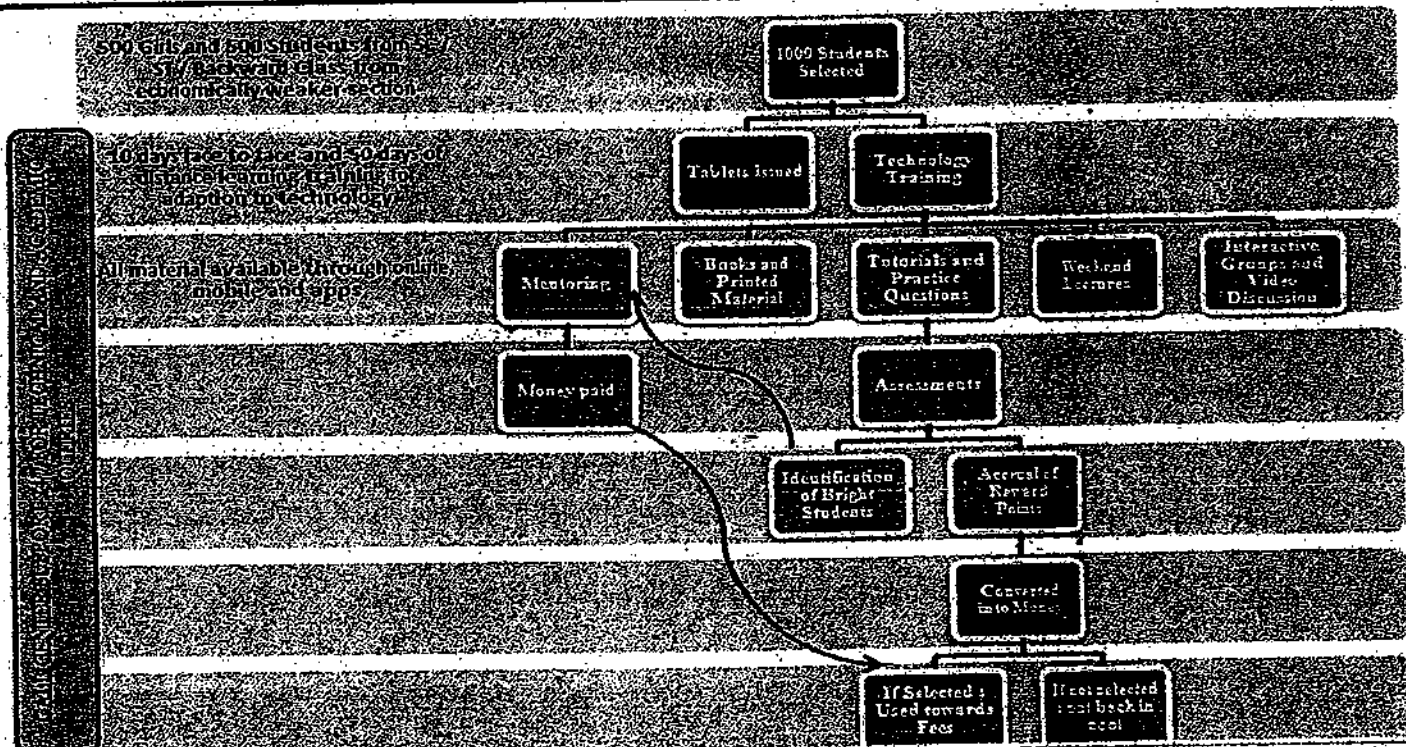 500 Girls and 500 Students from SC /
ST / Backward Class from
economically weaker section
1000 Students
Selected
10 days face to face and 50 days of
distance learning training for
adaption to technology
Tablets Issued
Technology
Training
All material available through online,
mobile and apps
Mentoring
Books and
Printed
Material
Tutorials and
Practice
Questions
Weekend
Lectures
Interactive
Groups and
Video
Discussion
Money paid
Assessments
Identification
of Bright
Students
Accrual of
Reward
Points
Converted
into Money
If Selected :
Used towards
Fees
If not selected
put back in
pool